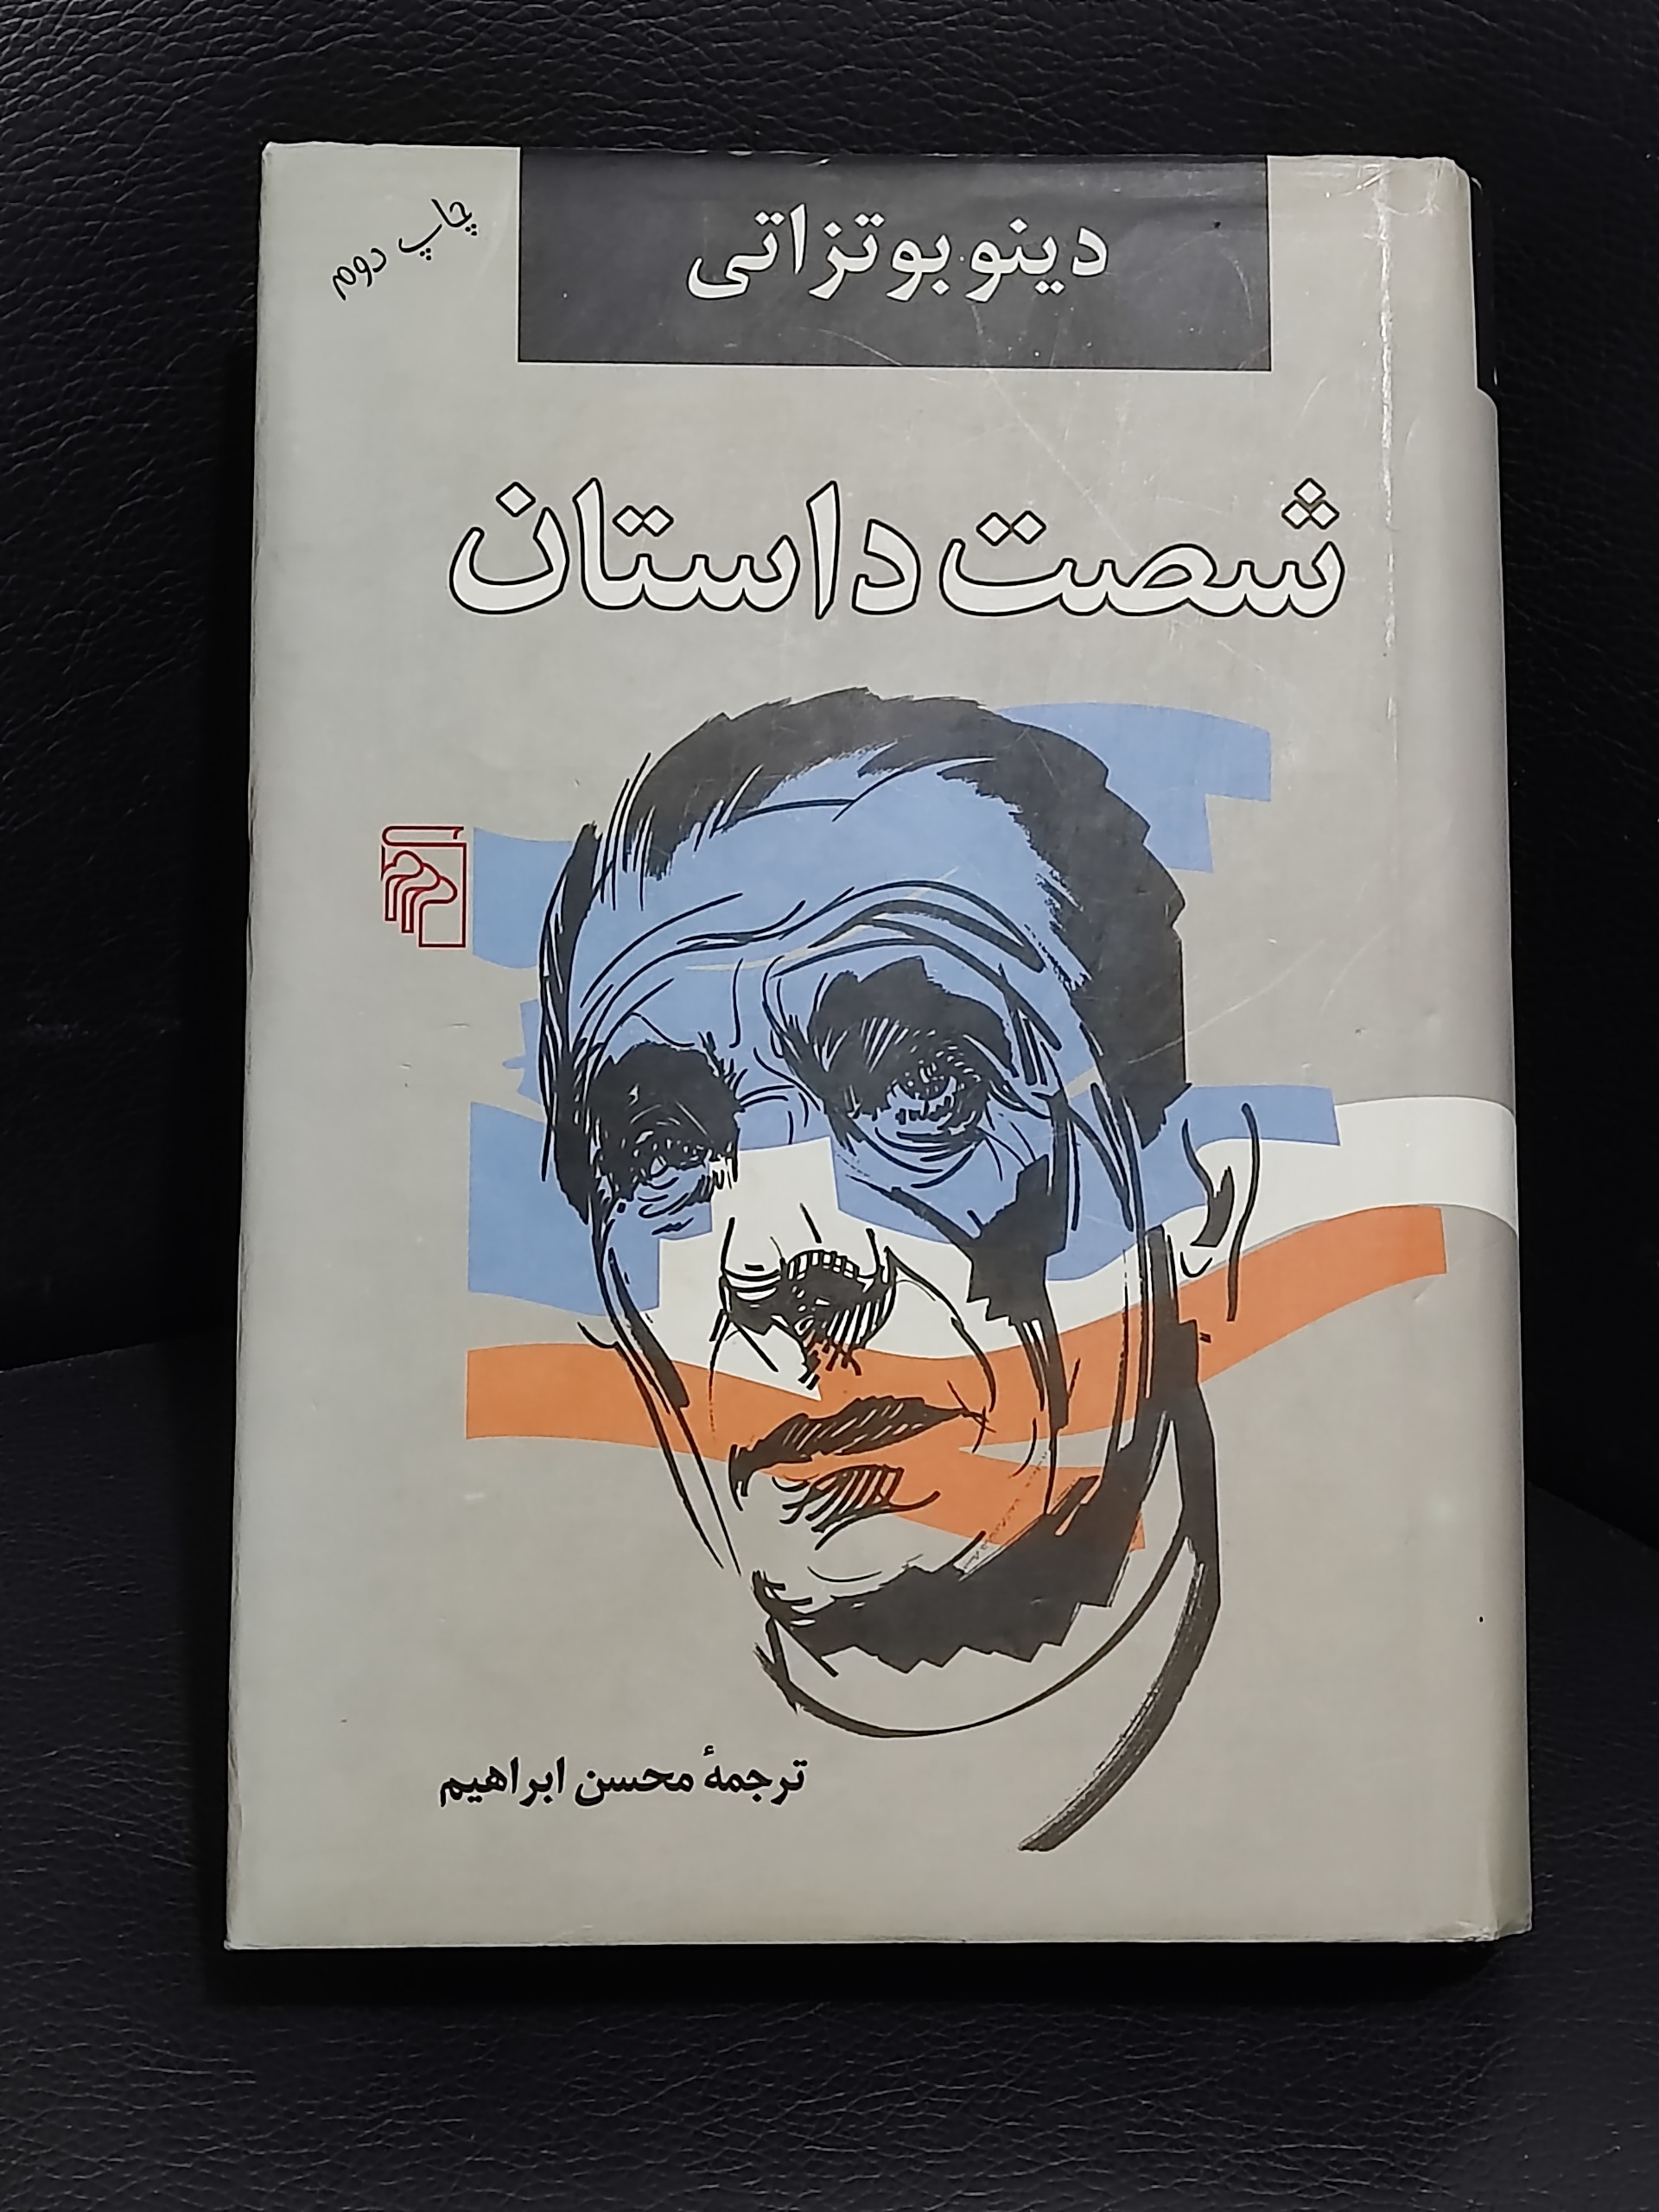 چاپ دوم
دینو بوتزاتی
شصت داستان
ترجمهٔ محسن ابراهیم